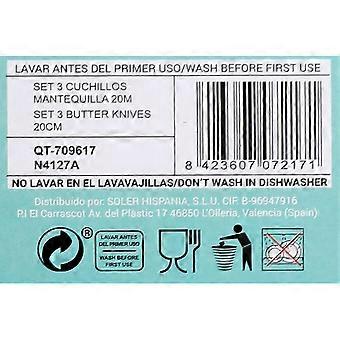 LAVAR ANTES DEL PRIMER USO/WASH BEFORE FIRST USE
SET 3 CUCHILLOS
MANTEQUILLA 20M
SET 3 BUTTER KNIVES
20CM
QT-709617
N4127A
8 423607 072171
NO LAVAR EN EL LAVAVAJILLAS/DON'T WASH IN DISHWASHER
Distribuido por: SOLER HISPANIA, S.L.U. CIF. B-96947916
P.I El Carrascot Av. del Plástic 17 46850 L'Olleria, Valencia (Spain)
®
LAVAR ANTES
DEL PRIMER USO
WASH BEFORE
FIRST USE